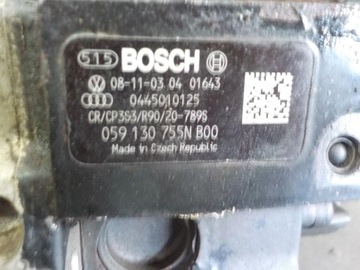 515 BOSCH
08-11-03 04 01643
0445010125
CR/CP3S3/R90/20-789S
059 130 755N B00
Made in Czech Republic